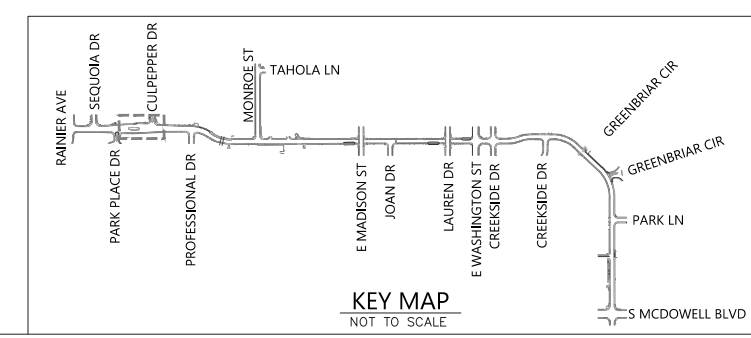 RAINIER AVE
SEQUOIA DR
PARK PLACE DR
CULPEPPER DR
PROFESSIONAL DR
MONROE ST
TAHOLA LN
E MADISON ST
JOAN DR
LAUREN DR
E WASHINGTON ST
CREEKSIDE DR
CREEKSIDE DR
GREENBRIAR CIR
GREENBRIAR CIR
PARK LN
S MCDOWELL BLVD
KEY MAP
NOT TO SCALE